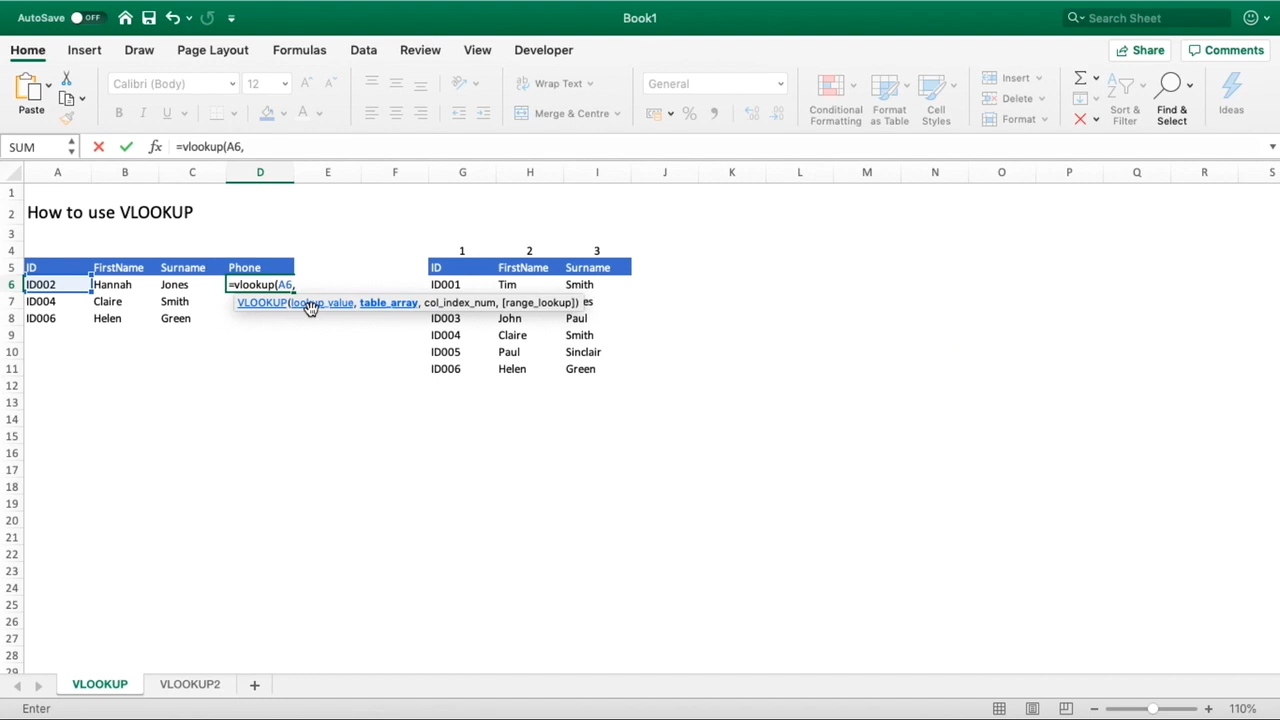 AutoSave OFF
Book1
Search Sheet
Home Insert Draw Page Layout Formulas Data Review View Developer
Share Comments
Paste
Calibri (Body) 12
B I U A
Wrap Text
Merge & Centre
General
%
Conditional Formatting
Format as Table
Cell Styles
Insert
Delete
Format
Sort & Filter
Find & Select
Ideas
SUM fx =vlookup(A6,
A B C D E F G H I J K L M N O P Q R S
1
2 How to use VLOOKUP
3
4 1 2 3
5 ID FirstName Surname Phone ID FirstName Surname
6 ID002 Hannah Jones =vlookup(A6, ID001 Tim Smith
VLOOKUP(lookup_value, table_array, col_index_num, [range_lookup])
7 ID004 Claire Smith es
8 ID006 Helen Green ID003 John Paul
9 ID004 Claire Smith
10 ID005 Paul Sinclair
11 ID006 Helen Green
12
13
14
15
16
17
18
19
20
21
22
23
24
25
26
27
28
29
VLOOKUP VLOOKUP2 +
Enter 110%